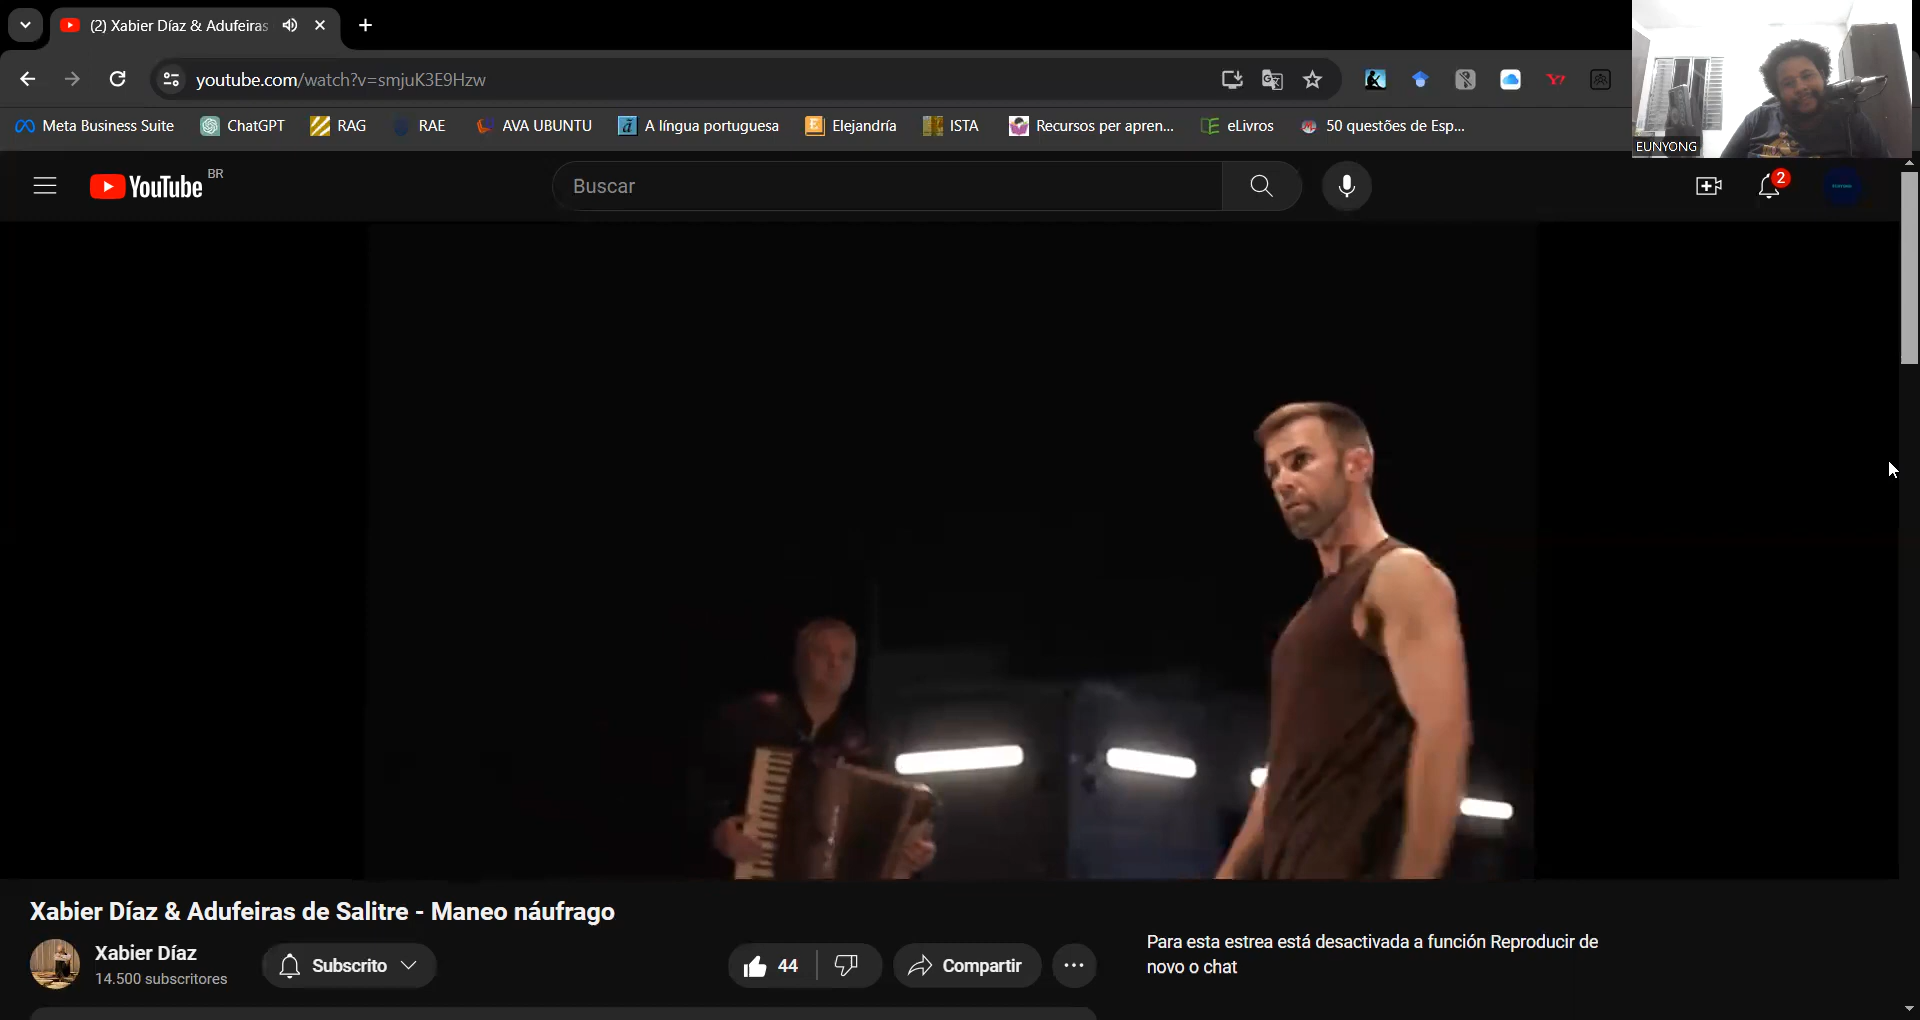 (2) Xabier Díaz & Adufeiras
youtube.com/watch?v=smjuK3E9Hzw
Meta Business Suite
ChatGPT
RAG
RAE
AVA UBUNTU
A língua portuguesa
Elejandría
ISTA
Recursos per apren...
eLivros
50 questões de Esp...
EUNYONG
YouTube BR
Buscar
2
Xabier Díaz & Adufeiras de Salitre - Maneo náufrago
Xabier Díaz
14.500 subscritores
Subscrito
44
Compartir
Para esta estrea está desactivada a función Reproducir de
novo o chat